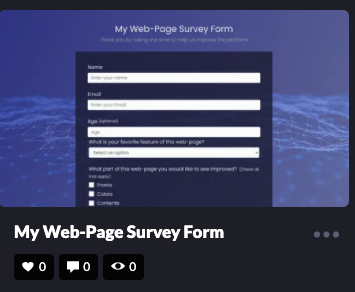 My Web-Page Survey Form
Thank you for taking the time to help us improve the platform
Name
Enter your Name
Email
Enter your Email
Age (optional)
Age
What is your favorite feature of this web-page?
Select an option
What part of this web-page you would like to see improved? (Check all
that apply)
Fronts
Colors
Contents
My Web-Page Survey Form
0
0
0